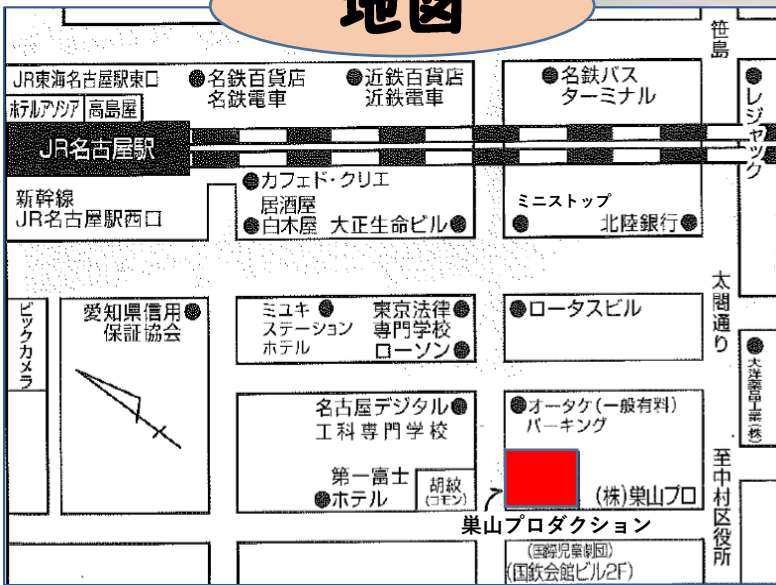 地図
笹島
JR東海名古屋駅東口
ホテルアソシア
高島屋
名鉄百貨店
名鉄電車
近鉄百貨店
近鉄電車
名鉄バス
ターミナル
レジャック
JR名古屋駅
新幹線
JR名古屋駅西口
カフェド・クリエ
居酒屋
白木屋
大正生命ビル
ミニストップ
北陸銀行
太閤通り
ビックカメラ
愛知県信用
保証協会
ミユキ
ステーション
ホテル
東京法律
専門学校
ローソン
ロータスビル
大洋薬品工業(株)
名古屋デジタル
工科専門学校
オータケ(一般有料)
パーキング
第一富士
ホテル
胡紋
(コモン)
(株)巣山プロ
巣山プロダクション
至中村区役所
(国際児童劇団)
(国鉄会館ビル2F)